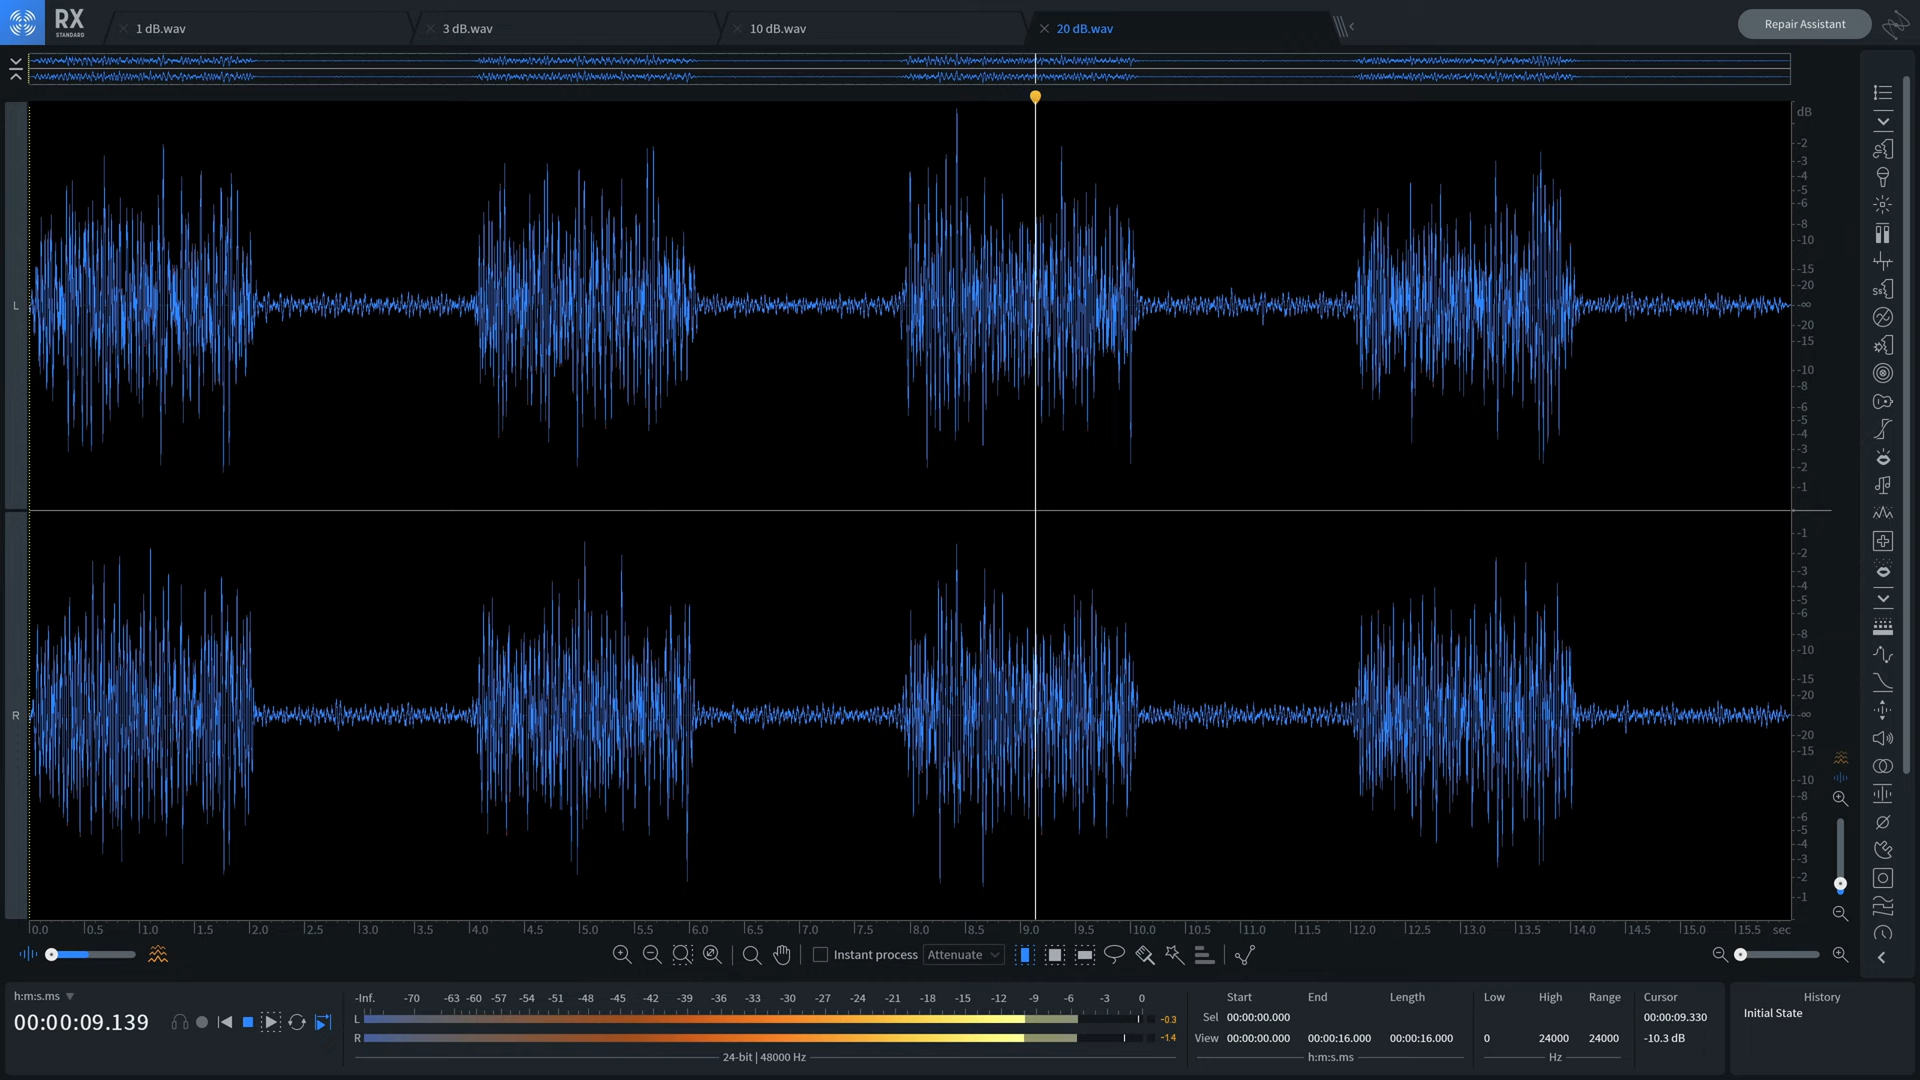 RX
STANDARD
1 dB.wav
3 dB.wav
10 dB.wav
20 dB.wav
Repair Assistant
dB
-2
-3
-4
-5
-6
-8
-10
-15
-20
-∞
-20
-15
-10
-8
-6
-5
-4
-3
-2
-1
L
-1
-2
-3
-4
-5
-6
-8
-10
-15
-20
-∞
-20
-15
-10
-8
-6
-5
-4
-3
-2
-1
R
0.0 0.5 1.0 1.5 2.0 2.5 3.0 3.5 4.0 4.5 5.0 5.5 6.0 6.5 7.0 7.5 8.0 8.5 9.0 9.5 10.0 10.5 11.0 11.5 12.0 12.5 13.0 13.5 14.0 14.5 15.0 15.5 sec
Instant process Attenuate
h:m:s.ms
00:00:09.139
-Inf. -70 -63 -60 -57 -54 -51 -48 -45 -42 -39 -36 -33 -30 -27 -24 -21 -18 -15 -12 -9 -6 -3 0
L -0.3
R -1.4
24-bit | 48000 Hz
Start End Length
Sel 00:00:00.000
View 00:00:00.000 00:00:16.000 00:00:16.000
h:m:s.ms
Low High Range
0 24000 24000
Hz
Cursor
00:00:09.330
-10.3 dB
History
Initial State